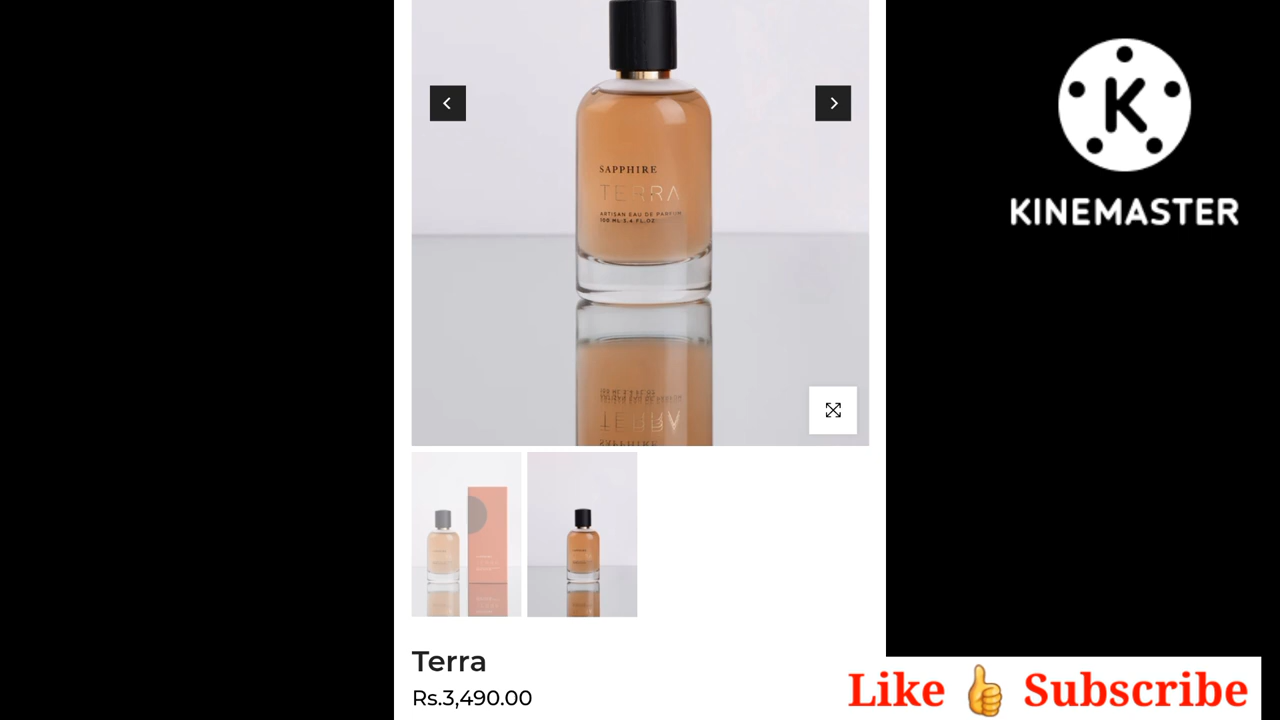 SAPPHIRE
TERRA
ARTISAN EAU DE PARFUM
100 ML 3.4 FL.OZ
K
KINEMASTER
Terra
Rs.3,490.00
Like 👍 Subscribe